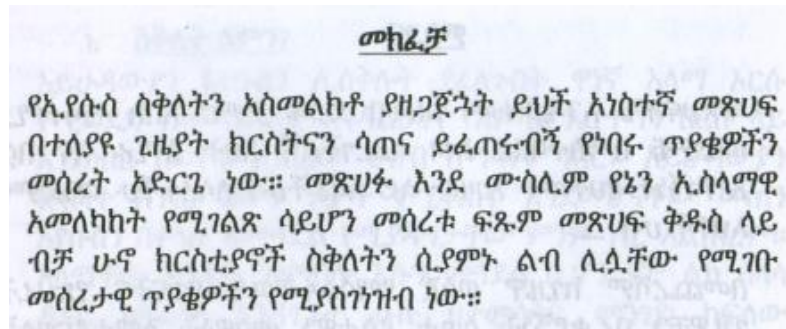 መክፈቻ
የኢየሱስ ስቅለትን አስመልክቶ ያዘጋጀኋት ይህች አነስተኛ መጽሀፍ
በተለያዩ ጊዜያት ክርስትናን ሳጠና ይፈጠሩብኝ የነበሩ ጥያቄዎችን
መሰረት አድርጌ ነው። መጽሀፉ እንደ ሙስሊም የኔን ኢስላማዊ
አመለካከት የሚገልጽ ሳይሆን መሰረቱ ፍጹም መጽሀፍ ቅዱስ ላይ
ብቻ ሁኖ ክርስቲያኖች ስቅለትን ሲያምኑ ልብ ሊሏቸው የሚገቡ
መሰረታዊ ጥያቄዎችን የሚያስገነዝብ ነው።